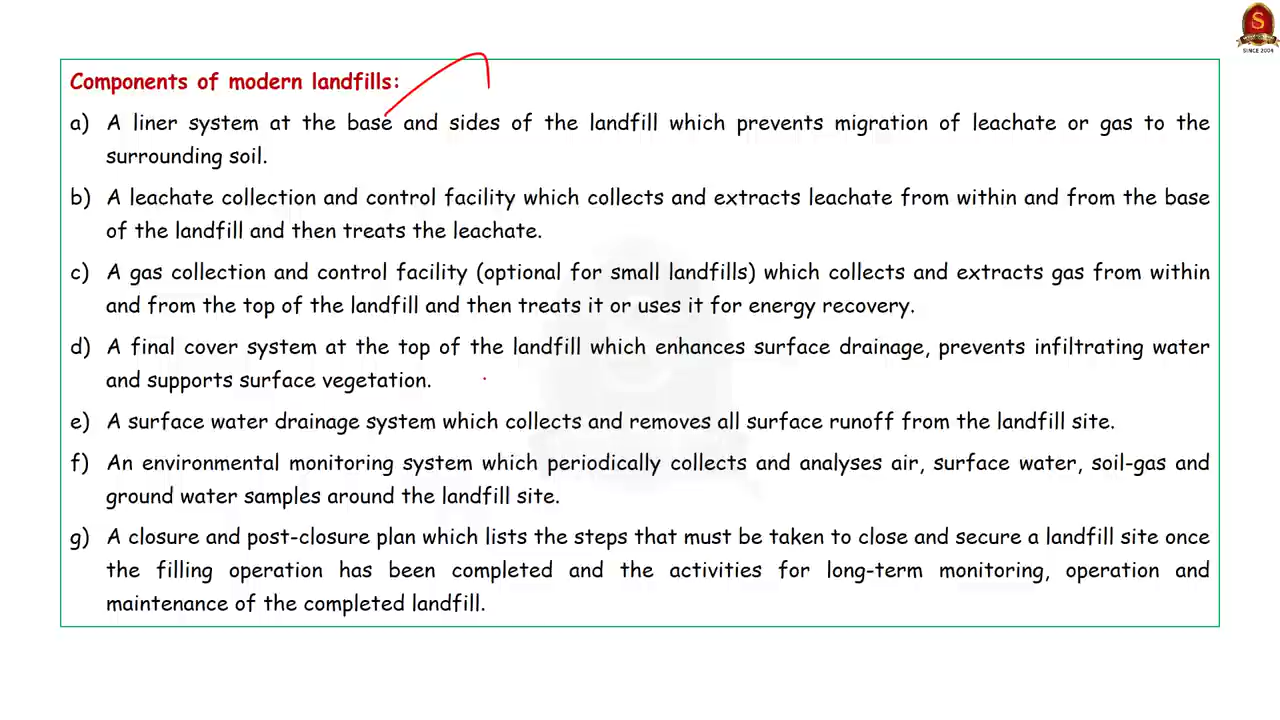 S
SINCE 2004
Components of modern landfills:
a) A liner system at the base and sides of the landfill which prevents migration of leachate or gas to the
surrounding soil.
b) A leachate collection and control facility which collects and extracts leachate from within and from the base
of the landfill and then treats the leachate.
c) A gas collection and control facility (optional for small landfills) which collects and extracts gas from within
and from the top of the landfill and then treats it or uses it for energy recovery.
d) A final cover system at the top of the landfill which enhances surface drainage, prevents infiltrating water
and supports surface vegetation.
e) A surface water drainage system which collects and removes all surface runoff from the landfill site.
f) An environmental monitoring system which periodically collects and analyses air, surface water, soil-gas and
ground water samples around the landfill site.
g) A closure and post-closure plan which lists the steps that must be taken to close and secure a landfill site once
the filling operation has been completed and the activities for long-term monitoring, operation and
maintenance of the completed landfill.